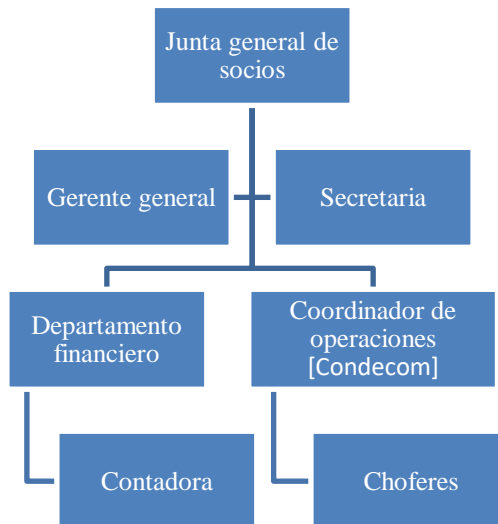 Junta general de
socios
Gerente general
Secretaria
Departamento
financiero
Coordinador de
operaciones
[Condecom]
Contadora
Choferes